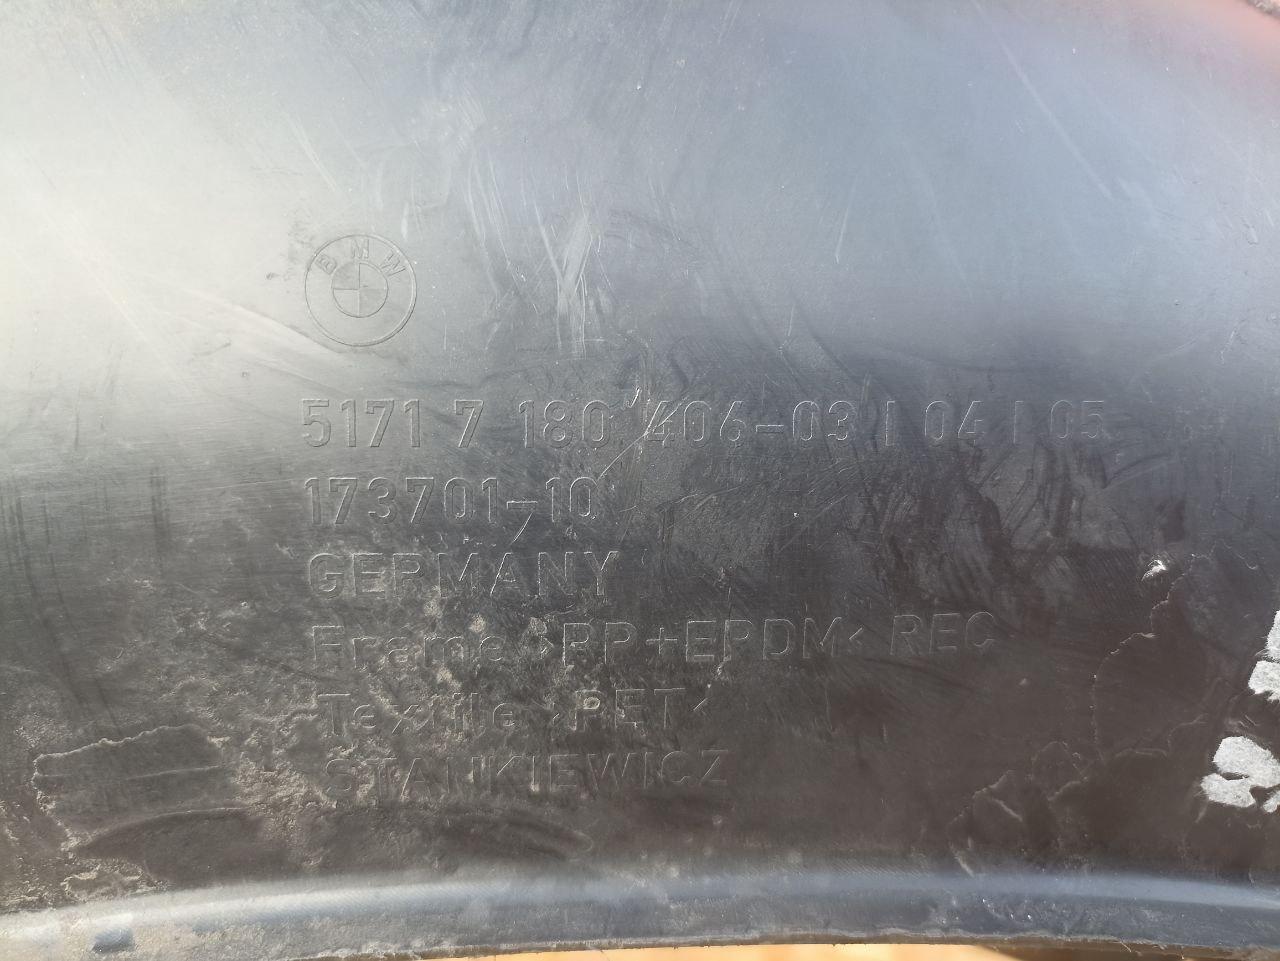 BMW
5171 7 180 406-03 | 04 | 05
173701-10
GERMANY
Frame >PP+EPDM< REC
Textile >PET<
STANKIEWICZ